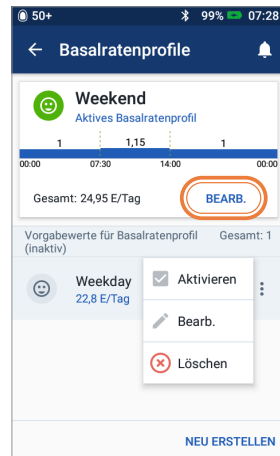 50+ 99% 07:28
Basalratenprofile
Weekend
Aktives Basalratenprofil
1 1,15 1
00:00 07:30 14:00 00:00
Gesamt: 24,95 E/Tag BEARB.
Vorgabewerte für Basalratenprofil Gesamt: 1
(inaktiv)
Weekday
22,8 E/Tag
Aktivieren
Bearb.
Löschen
NEU ERSTELLEN